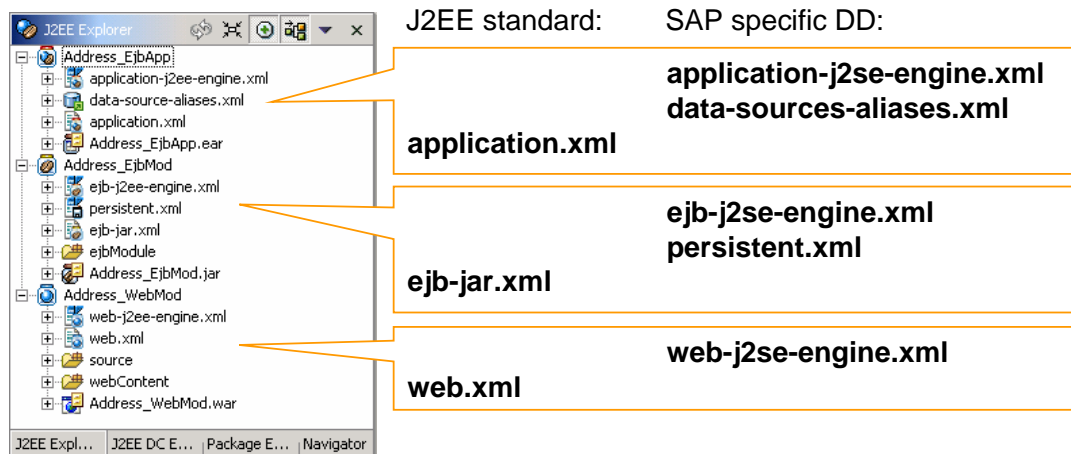 J2EE Explorer
Address_EjbApp
application-j2ee-engine.xml
data-source-aliases.xml
application.xml
Address_EjbApp.ear
Address_EjbMod
ejb-j2ee-engine.xml
persistent.xml
ejb-jar.xml
ejbModule
Address_EjbMod.jar
Address_WebMod
web-j2ee-engine.xml
web.xml
source
webContent
Address_WebMod.war
J2EE Expl... J2EE DC E... Package E... Navigator
J2EE standard: SAP specific DD:
application-j2se-engine.xml
data-sources-aliases.xml
application.xml
ejb-j2se-engine.xml
persistent.xml
ejb-jar.xml
web-j2se-engine.xml
web.xml